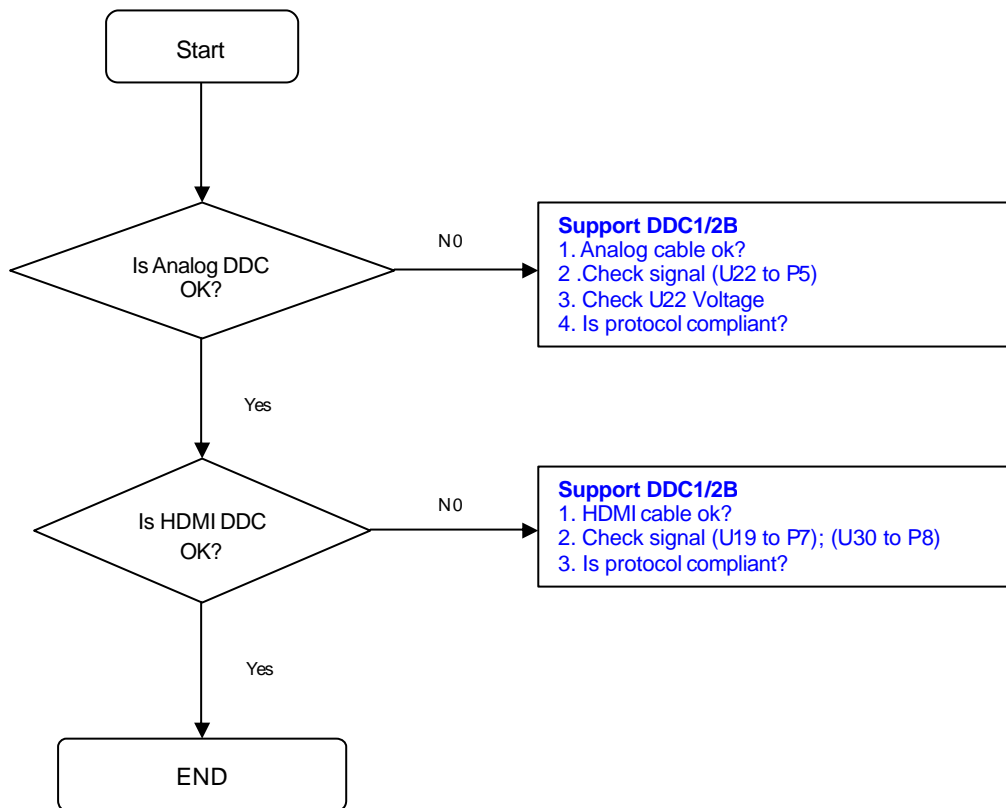 Start
Is Analog DDC
OK?
N0
Support DDC1/2B
1. Analog cable ok?
2 .Check signal (U22 to P5)
3. Check U22 Voltage
4. Is protocol compliant?
Yes
Is HDMI DDC
OK?
N0
Support DDC1/2B
1. HDMI cable ok?
2. Check signal (U19 to P7); (U30 to P8)
3. Is protocol compliant?
Yes
END